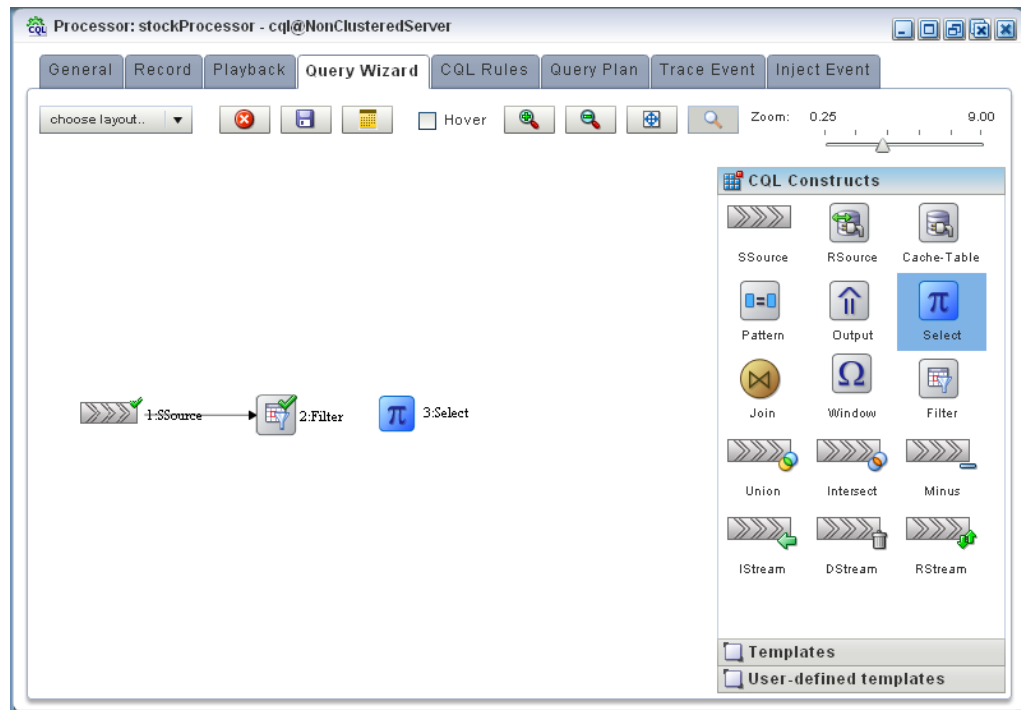 Processor: stockProcessor - cql@NonClusteredServer
General Record Playback Query Wizard CQL Rules Query Plan Trace Event Inject Event
choose layout.. Hover Zoom: 0.25 9.00
CQL Constructs
SSource RSource Cache-Table
Pattern Output Select
Join Window Filter
1:SSource 2:Filter 3:Select
Union Intersect Minus
IStream DStream RStream
Templates
User-defined templates